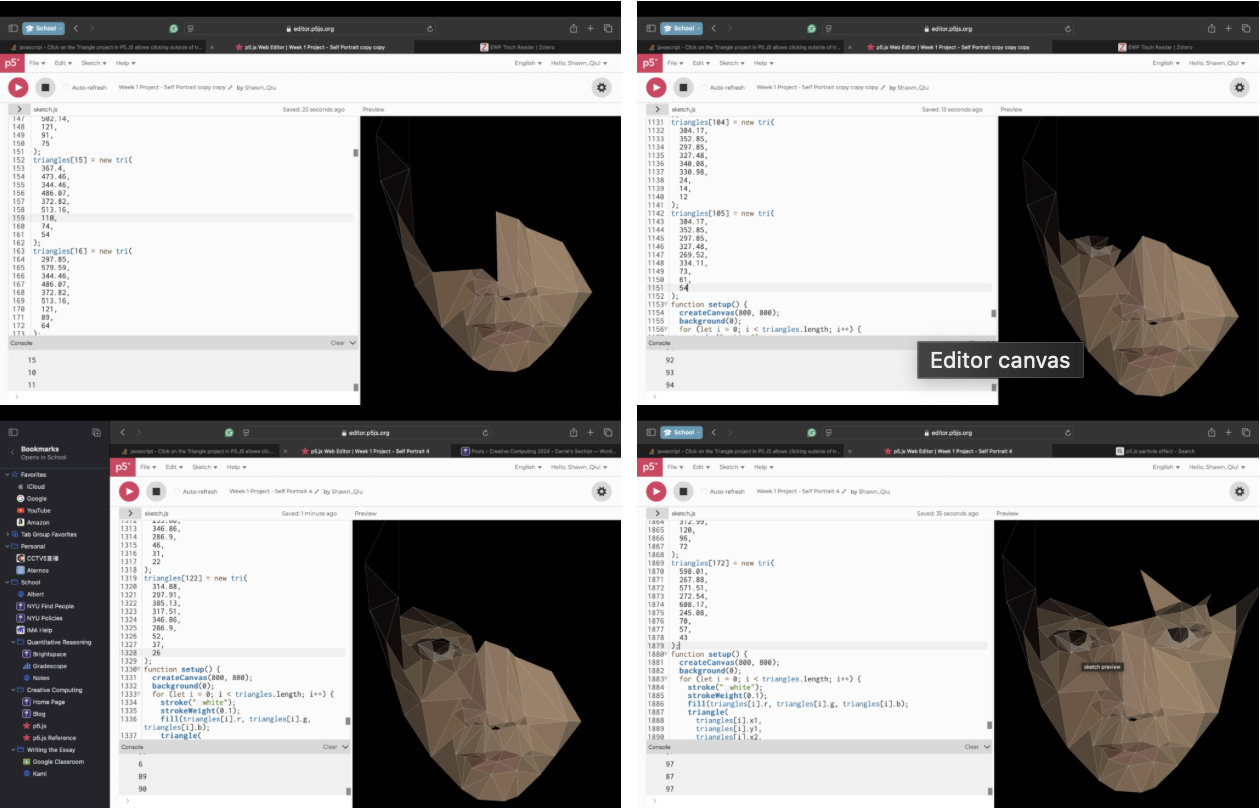 School
editor.p5js.org
javascript - Click on the Triangle project in P5.JS allows clicking outside of tr...
p5.js Web Editor | Week 1 Project - Self Portrait copy copy
EWP Tisch Reader | Zotero
p5*
File
Edit
Sketch
Help
English
Hello, Shawn_Qiu!
Auto-refresh
Week 1 Project - Self Portrait copy copy
by Shawn_Qiu
sketch.js
Saved: 25 seconds ago
Preview
147 502.14,
148 121,
149 91,
150 75
151 );
152 triangles[15] = new tri(
153 367.4,
154 473.46,
155 344.46,
156 486.07,
157 372.82,
158 513.16,
159 110,
160 74,
161 54
162 );
163 triangles[16] = new tri(
164 297.85,
165 579.59,
166 344.46,
167 486.07,
168 372.82,
169 513.16,
170 121,
171 89,
172 64
173 );
Console
Clear
15
10
11
School
editor.p5js.org
javascript - Click on the Triangle project in P5.JS allows clicking outside of tr...
p5.js Web Editor | Week 1 Project - Self Portrait copy copy copy
EWP Tisch Reader | Zotero
p5*
File
Edit
Sketch
Help
English
Hello, Shawn_Qiu!
Auto-refresh
Week 1 Project - Self Portrait copy copy copy
by Shawn_Qiu
sketch.js
Saved: 15 seconds ago
Preview
1131 triangles[104] = new tri(
1132 304.17,
1133 352.85,
1134 297.85,
1135 327.48,
1136 340.08,
1137 330.98,
1138 24,
1139 14,
1140 12
1141 );
1142 triangles[105] = new tri(
1143 304.17,
1144 352.85,
1145 297.85,
1146 327.48,
1147 269.52,
1148 334.11,
1149 73,
1150 61,
1151 54
1152 );
1153 function setup() {
1154 createCanvas(800, 800);
1155 background(0);
1156 for (let i = 0; i < triangles.length; i++) {
Console
92
93
94
Editor canvas
Bookmarks
Opens in School
Favorites
iCloud
Google
YouTube
Amazon
Tab Group Favorites
Personal
CCTV5直播
Aternos
School
Albert
NYU Find People
NYU Policies
IMA Help
Quantitative Reasoning
Brightspace
Gradescope
Notes
Creative Computing
Home Page
Blog
p5.js
p5.js Reference
Writing the Essay
Google Classroom
Kami
editor.p5js.org
javascript - Click on the Triangle project in P5.JS allows clic...
p5.js Web Editor | Week 1 Project - Self Portrait 4
Posts ‹ Creative Computing 2024 - Carrie's Section — Word...
p5*
File
Edit
Sketch
Help
English
Hello, Shawn_Qiu!
Auto-refresh
Week 1 Project - Self Portrait 4
by Shawn_Qiu
sketch.js
Saved: 1 minute ago
Preview
1313 346.86,
1314 286.9,
1315 46,
1316 31,
1317 22
1318 );
1319 triangles[122] = new tri(
1320 314.88,
1321 297.91,
1322 385.13,
1323 317.51,
1324 346.86,
1325 286.9,
1326 52,
1327 37,
1328 26
1329 );
1330 function setup() {
1331 createCanvas(800, 800);
1332 background(0);
1333 for (let i = 0; i < triangles.length; i++) {
1334 stroke("white");
1335 strokeWeight(0.1);
1336 fill(triangles[i].r, triangles[i].g,
triangles[i].b);
1337 triangle(
Console
Clear
6
89
90
School
editor.p5js.org
javascript - Click on the Triangle project in P5.JS allows clicking outside of tr...
p5.js Web Editor | Week 1 Project - Self Portrait 4
p5.js particle effect - Search
p5*
File
Edit
Sketch
Help
English
Hello, Shawn_Qiu!
Auto-refresh
Week 1 Project - Self Portrait 4
by Shawn_Qiu
sketch.js
Saved: 35 seconds ago
Preview
1864 312.99,
1865 120,
1866 96,
1867 72
1868 );
1869 triangles[172] = new tri(
1870 598.01,
1871 267.88,
1872 571.51,
1873 272.54,
1874 608.17,
1875 245.08,
1876 70,
1877 57,
1878 43
1879 );
1880 function setup() {
1881 createCanvas(800, 800);
1882 background(0);
1883 for (let i = 0; i < triangles.length; i++) {
1884 stroke("white");
1885 strokeWeight(0.1);
1886 fill(triangles[i].r, triangles[i].g, triangles[i].b);
1887 triangle(
1888 triangles[i].x1,
1889 triangles[i].y1,
1890 triangles[i].x2,
Console
Clear
97
87
97
sketch preview